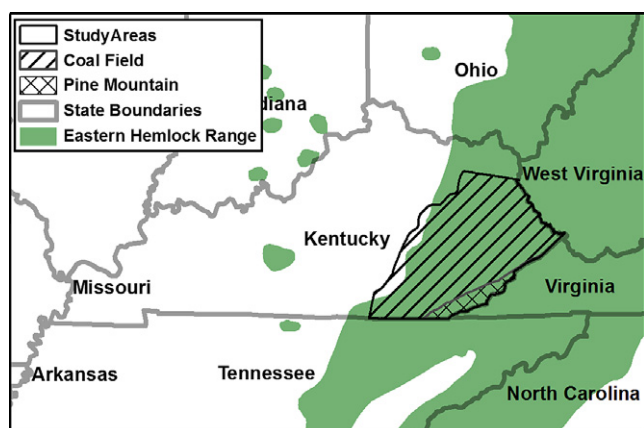 StudyAreas
Coal Field
Pine Mountain
State Boundaries
Eastern Hemlock Range
Ohio
diana
West Virginia
Kentucky
Missouri
Virginia
Arkansas
Tennessee
North Carolina